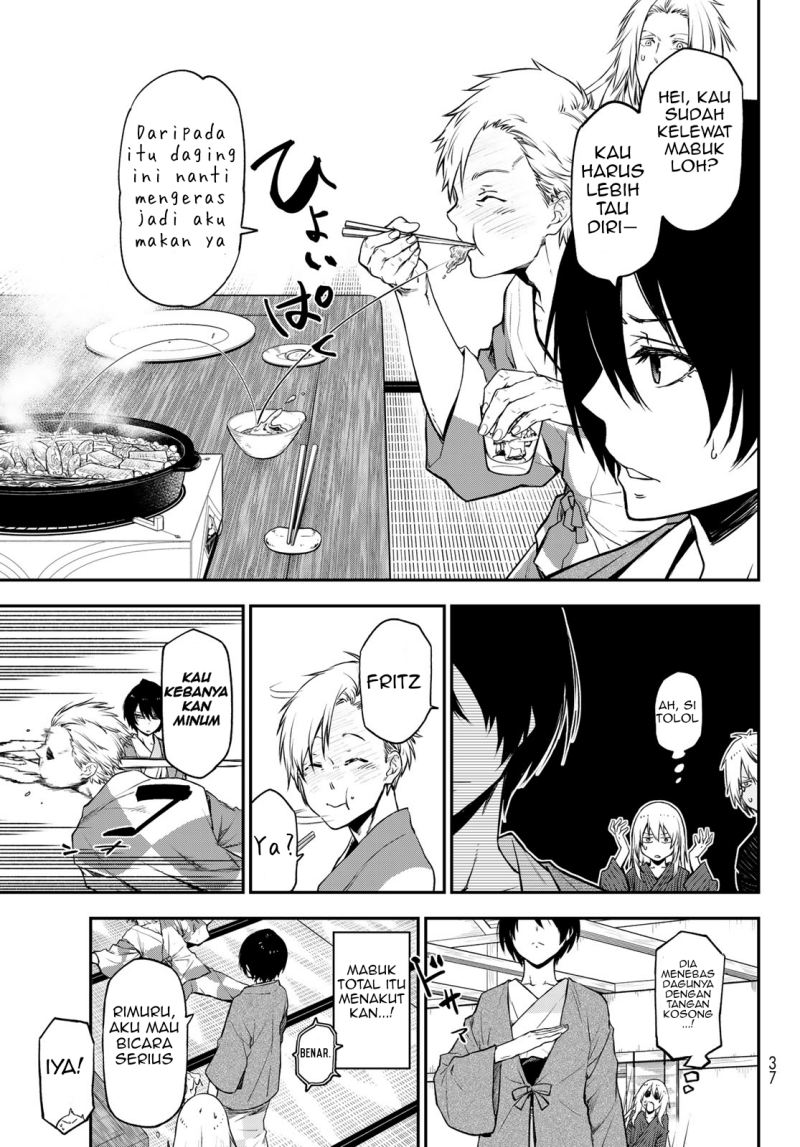 HEI, KAU
SUDAH
KELEWAT
MABUK
LOH?
KAU
HARUS
LEBIH
TAU
DIRI—
Daripada
itu daging
ini nanti
mengeras
jadi aku
makan ya
ひょいぱく
AH, SI
TOLOL
FRITZ
Ya?
KAU
KEBANYA
KAN
MINUM
DIA
MENEBAS
DAGUNYA
DENGAN
TANGAN
KOSONG
...!
ドサ
MABUK
TOTAL ITU
MENAKUT
KAN...!
BENAR.
RIMURU,
AKU MAU
BICARA
SERIUS
IYA!
37